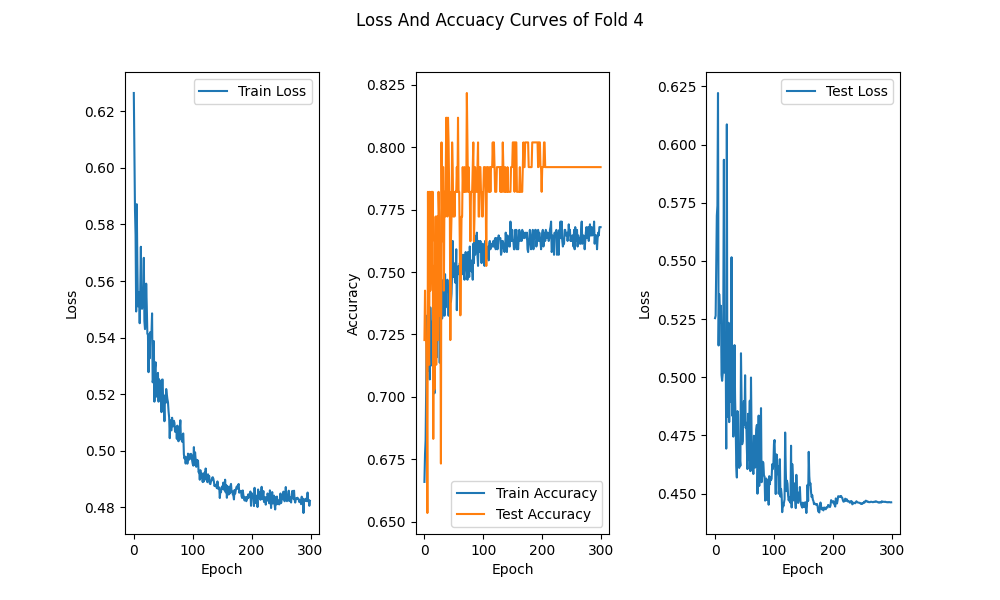 Loss And Accuacy Curves of Fold 4
Train Loss
0.62
0.60
0.58
0.56
0.54
0.52
0.50
0.48
Loss
0 100 200 300
Epoch
0.825
0.800
0.775
0.750
0.725
0.700
0.675
0.650
Accuracy
Train Accuracy
Test Accuracy
0 100 200 300
Epoch
Test Loss
0.625
0.600
0.575
0.550
0.525
0.500
0.475
0.450
Loss
0 100 200 300
Epoch